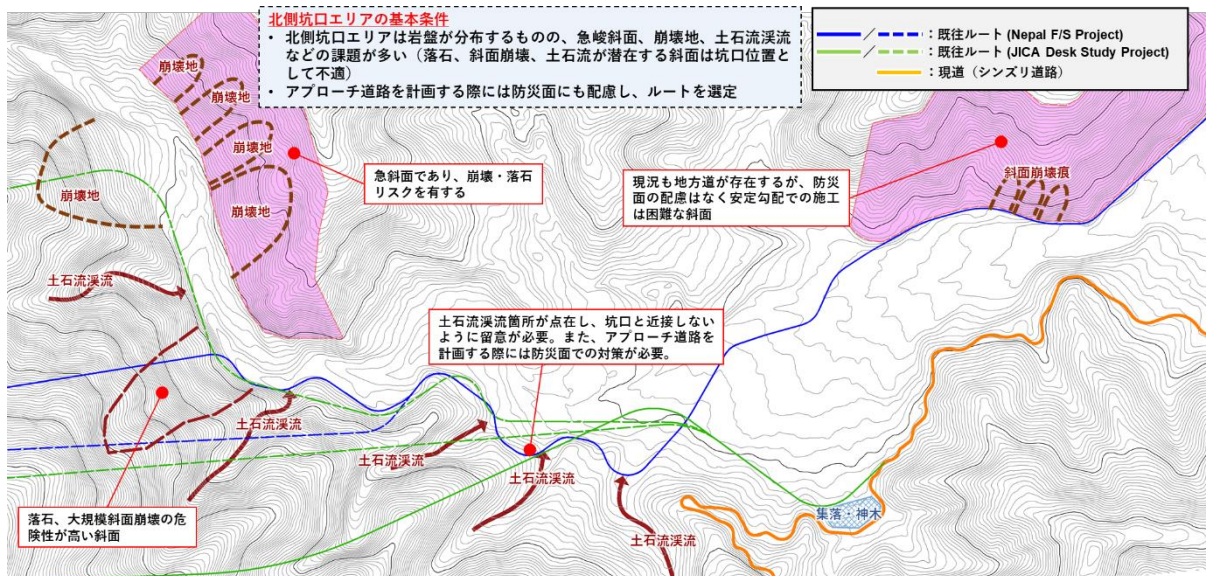 北側坑口エリアの基本条件
• 北側坑口エリアは岩盤が分布するものの、急峻斜面、崩壊地、土石流渓流
などの課題が多い（落石、斜面崩壊、土石流が潜在する斜面は坑口位置と
して不適）
• アプローチ道路を計画する際には防災面にも配慮し、ルートを選定
／ ：既往ルート (Nepal F/S Project)
／ ：既往ルート (JICA Desk Study Project)
：現道（シンズリ道路）
崩壊地
崩壊地
崩壊地
崩壊地
崩壊地
急斜面であり、崩壊・落石
リスクを有する
現況も地方道が存在するが、防災
面の配慮はなく安定勾配での施工
は困難な斜面
斜面崩壊痕
土石流渓流
土石流渓流箇所が点在し、坑口と近接しない
ように留意が必要。また、アプローチ道路を
計画する際には防災面での対策が必要。
土石流渓流
土石流渓流
土石流渓流
土石流渓流
集落・神木
落石、大規模斜面崩壊の危
険性が高い斜面